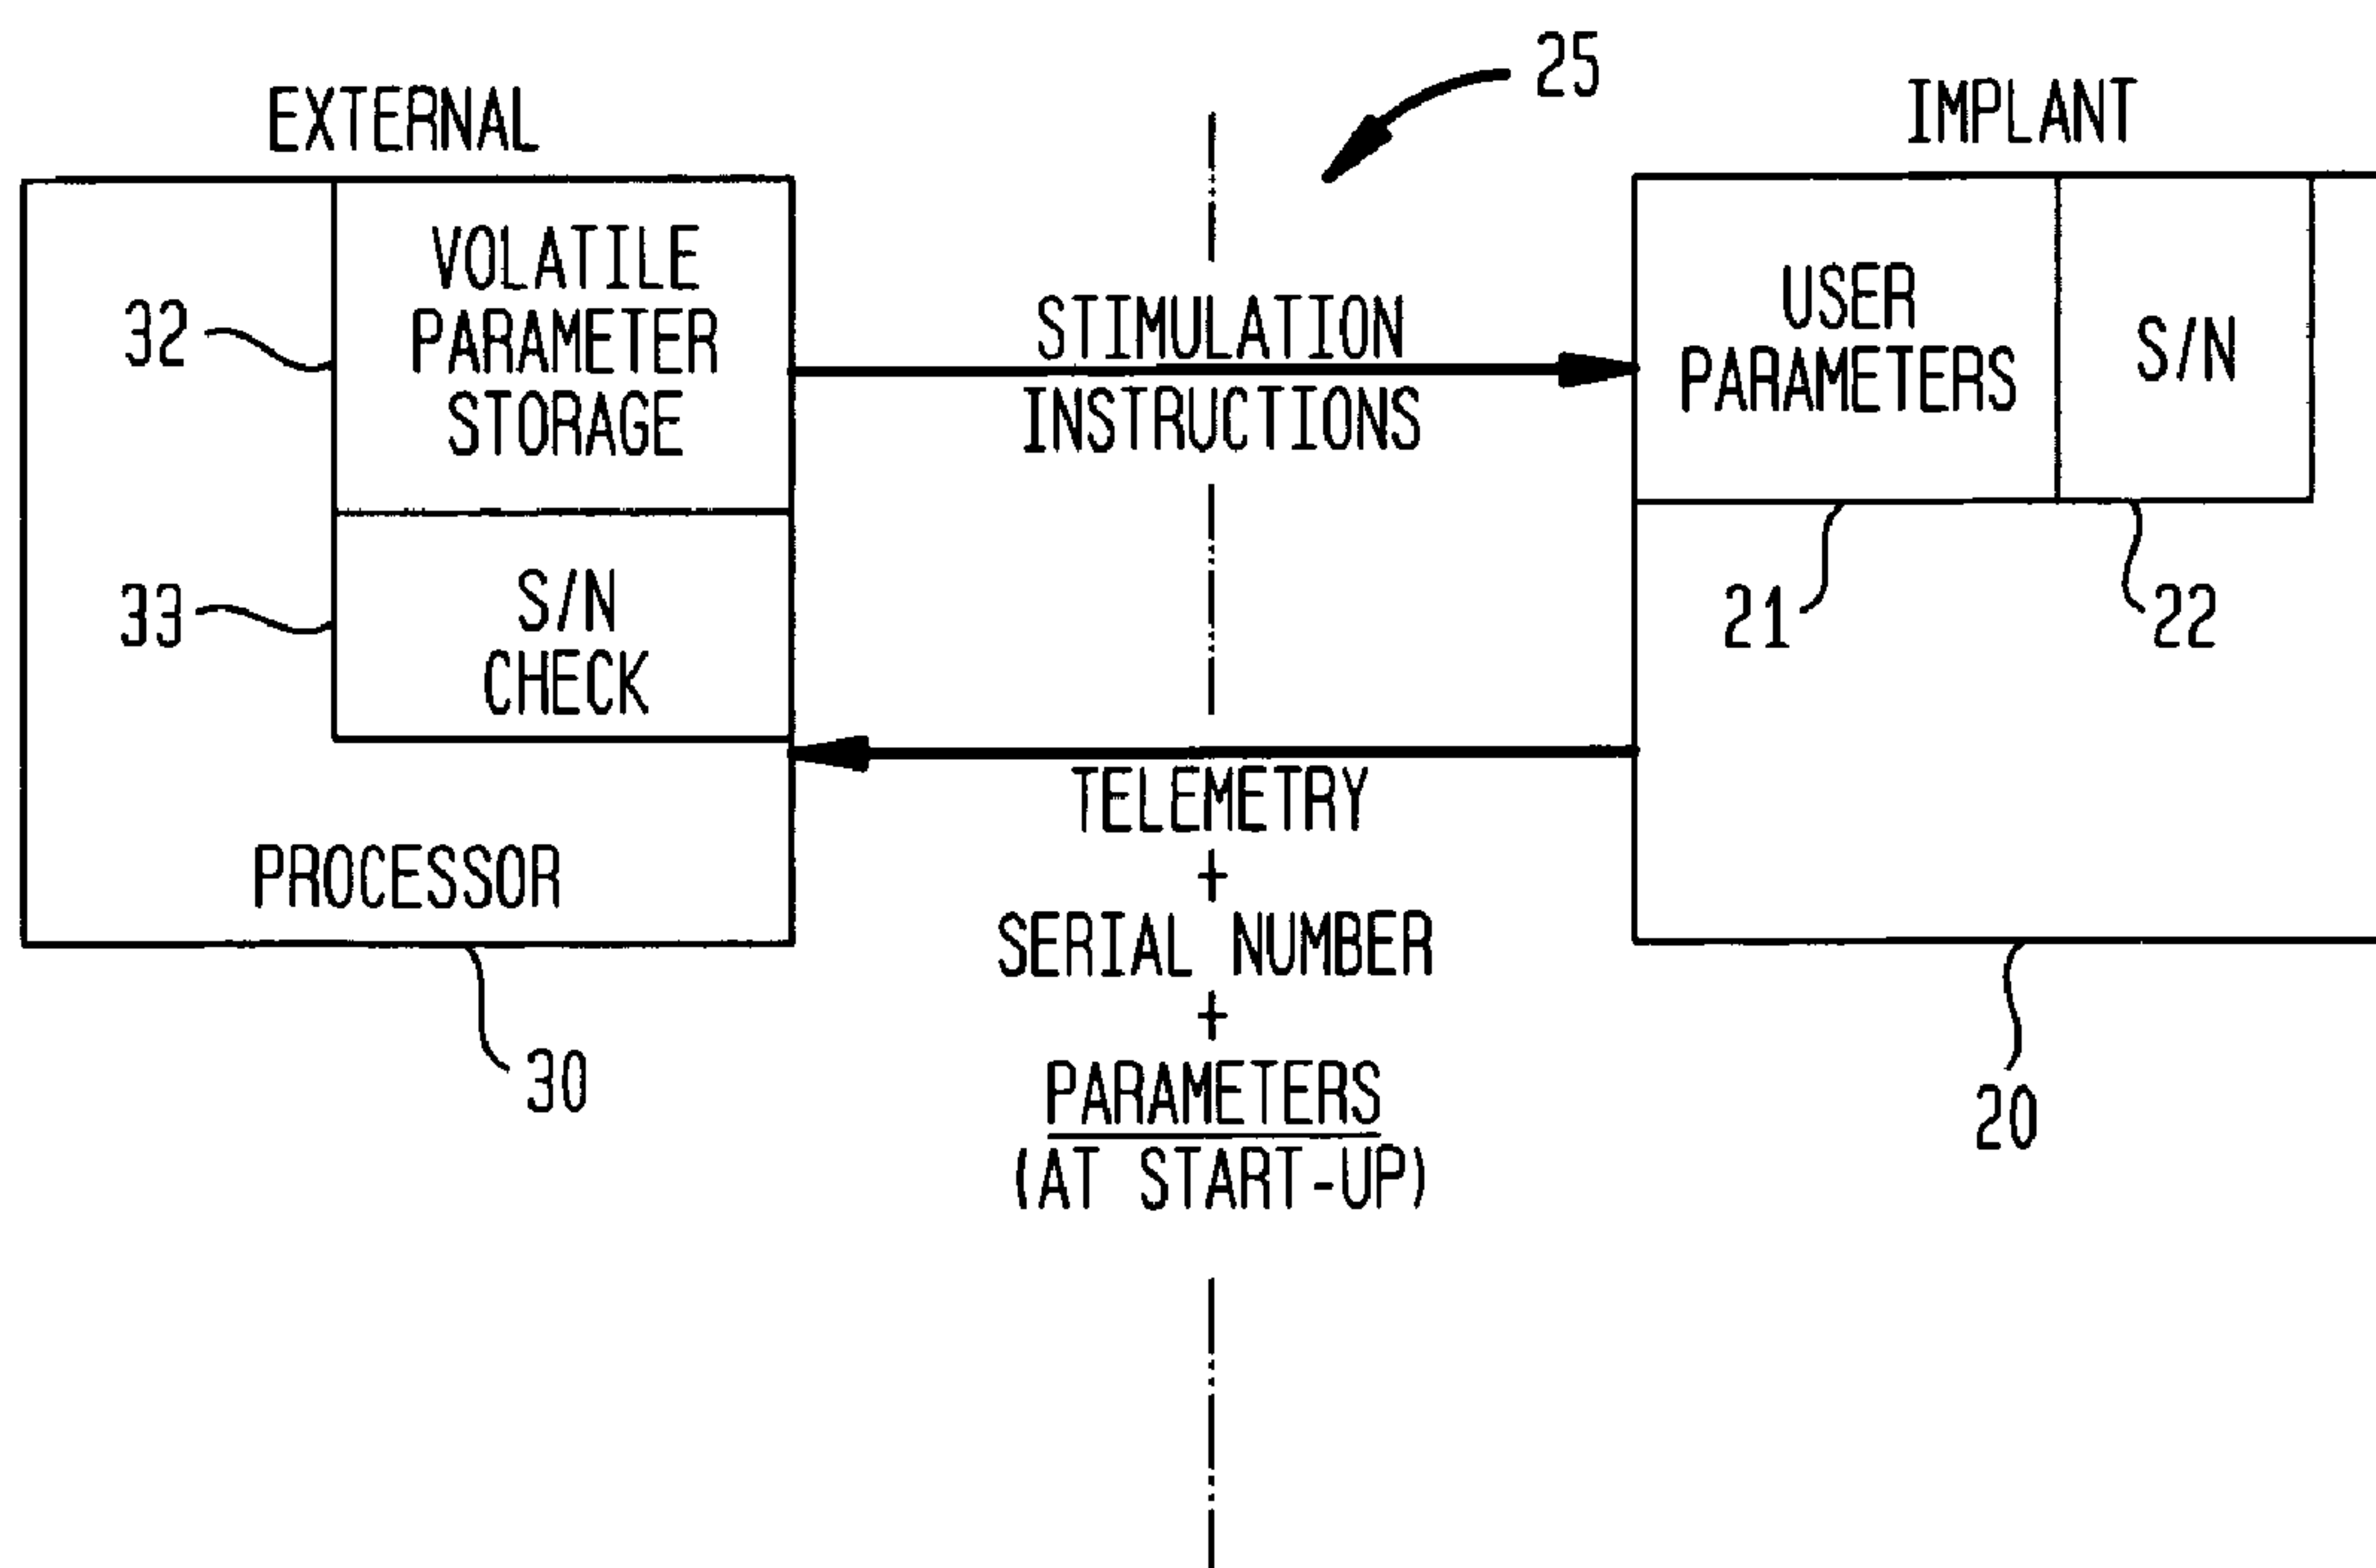 25
EXTERNAL
IMPLANT
VOLATILE
PARAMETER
STORAGE
32
STIMULATION
INSTRUCTIONS
USER
PARAMETERS
S/N
33
S/N
CHECK
21
22
TELEMETRY
+
SERIAL NUMBER
+
PARAMETERS
(AT START-UP)
PROCESSOR
30
20